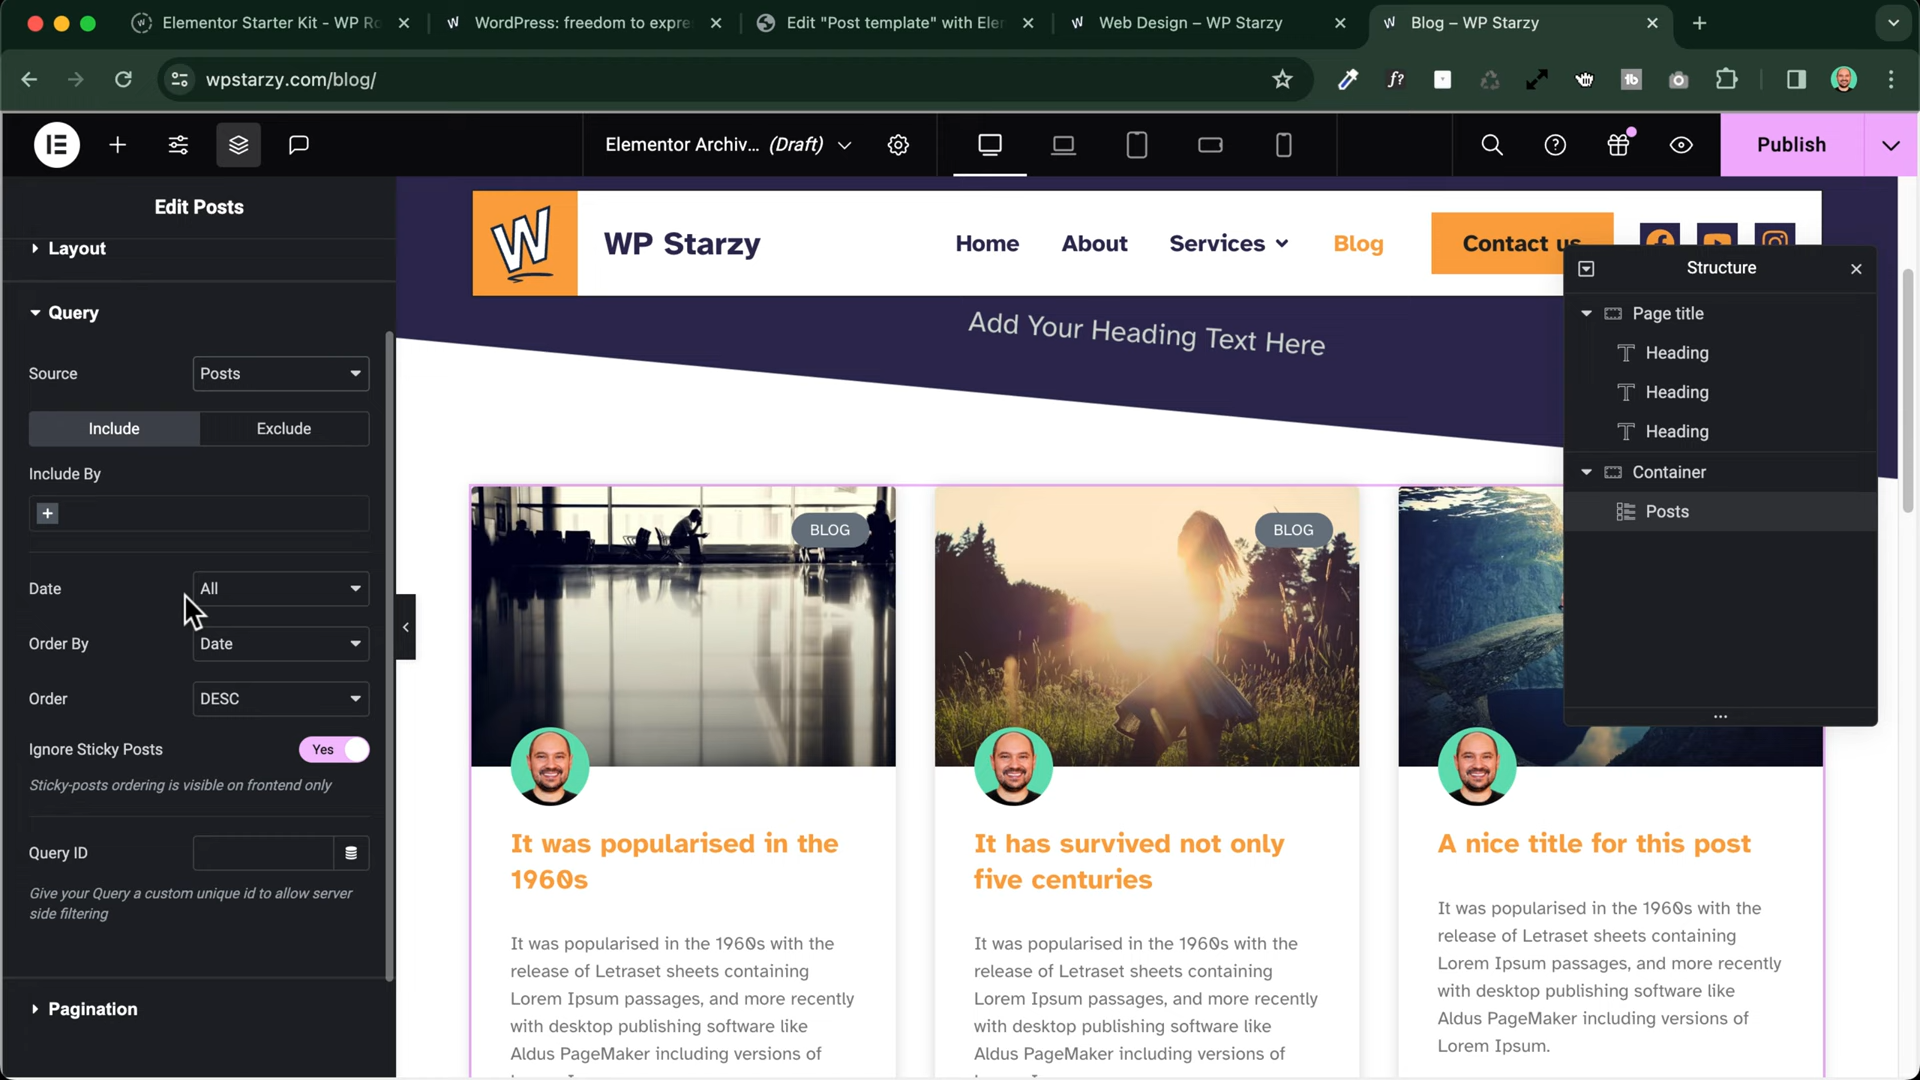 Elementor Starter Kit - WP Ro
WordPress: freedom to expre
Edit "Post template" with Ele
Web Design – WP Starzy
Blog – WP Starzy
wpstarzy.com/blog/
f?
tb
Elementor Archiv... (Draft)
Publish
Edit Posts
Layout
Query
Source
Posts
Include
Exclude
Include By
Date
All
Order By
Date
Order
DESC
Ignore Sticky Posts
Yes
Sticky-posts ordering is visible on frontend only
Query ID
Give your Query a custom unique id to allow server
side filtering
Pagination
W
WP Starzy
Home
About
Services
Blog
Contact us
Add Your Heading Text Here
BLOG
BLOG
It was popularised in the
1960s
It was popularised in the 1960s with the
release of Letraset sheets containing
Lorem Ipsum passages, and more recently
with desktop publishing software like
Aldus PageMaker including versions of
It has survived not only
five centuries
It was popularised in the 1960s with the
release of Letraset sheets containing
Lorem Ipsum passages, and more recently
with desktop publishing software like
Aldus PageMaker including versions of
A nice title for this post
It was popularised in the 1960s with the
release of Letraset sheets containing
Lorem Ipsum passages, and more recently
with desktop publishing software like
Aldus PageMaker including versions of
Lorem Ipsum.
Structure
Page title
Heading
Heading
Heading
Container
Posts